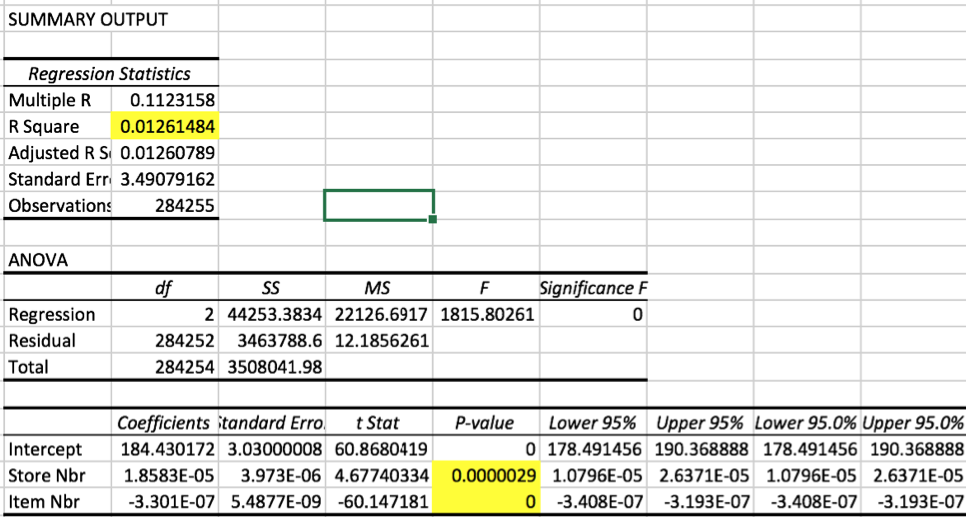 SUMMARY OUTPUT
Regression Statistics
Multiple R 0.1123158
R Square 0.01261484
Adjusted R S 0.01260789
Standard Err 3.49079162
Observations 284255
ANOVA
df SS MS F Significance F
Regression 2 44253.3834 22126.6917 1815.80261 0
Residual 284252 3463788.6 12.1856261
Total 284254 3508041.98
Coefficients Standard Erro t Stat P-value Lower 95% Upper 95% Lower 95.0% Upper 95.0%
Intercept 184.430172 3.03000008 60.8680419 0 178.491456 190.368888 178.491456 190.368888
Store Nbr 1.8583E-05 3.973E-06 4.67740334 0.0000029 1.0796E-05 2.6371E-05 1.0796E-05 2.6371E-05
Item Nbr -3.301E-07 5.4877E-09 -60.147181 0 -3.408E-07 -3.193E-07 -3.408E-07 -3.193E-07